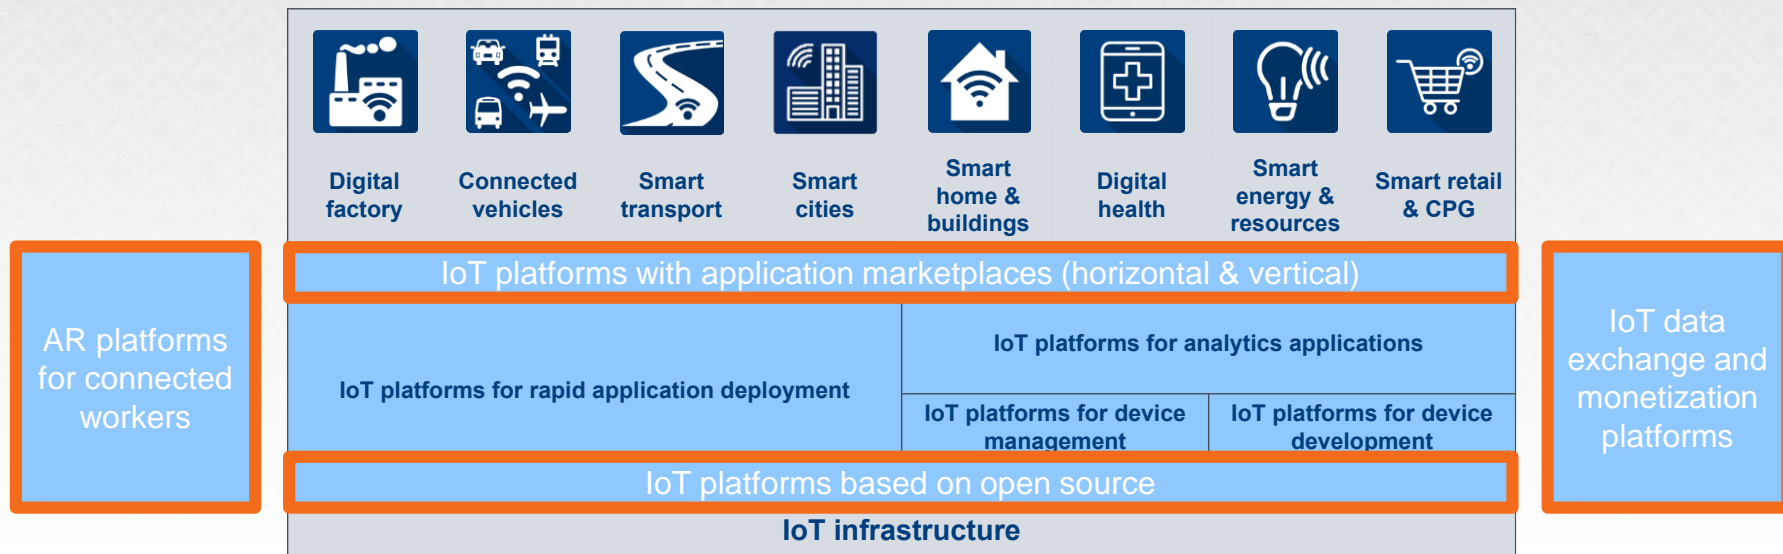 Digital
factory
Connected
vehicles
Smart
transport
Smart
cities
Smart
home &
buildings
Digital
health
Smart
energy &
resources
Smart retail
& CPG
IoT platforms with application marketplaces (horizontal & vertical)
AR platforms
for connected
workers
IoT platforms for rapid application deployment
IoT platforms for analytics applications
IoT platforms for device
management
IoT platforms for device
development
IoT data
exchange and
monetization
platforms
IoT platforms based on open source
IoT infrastructure